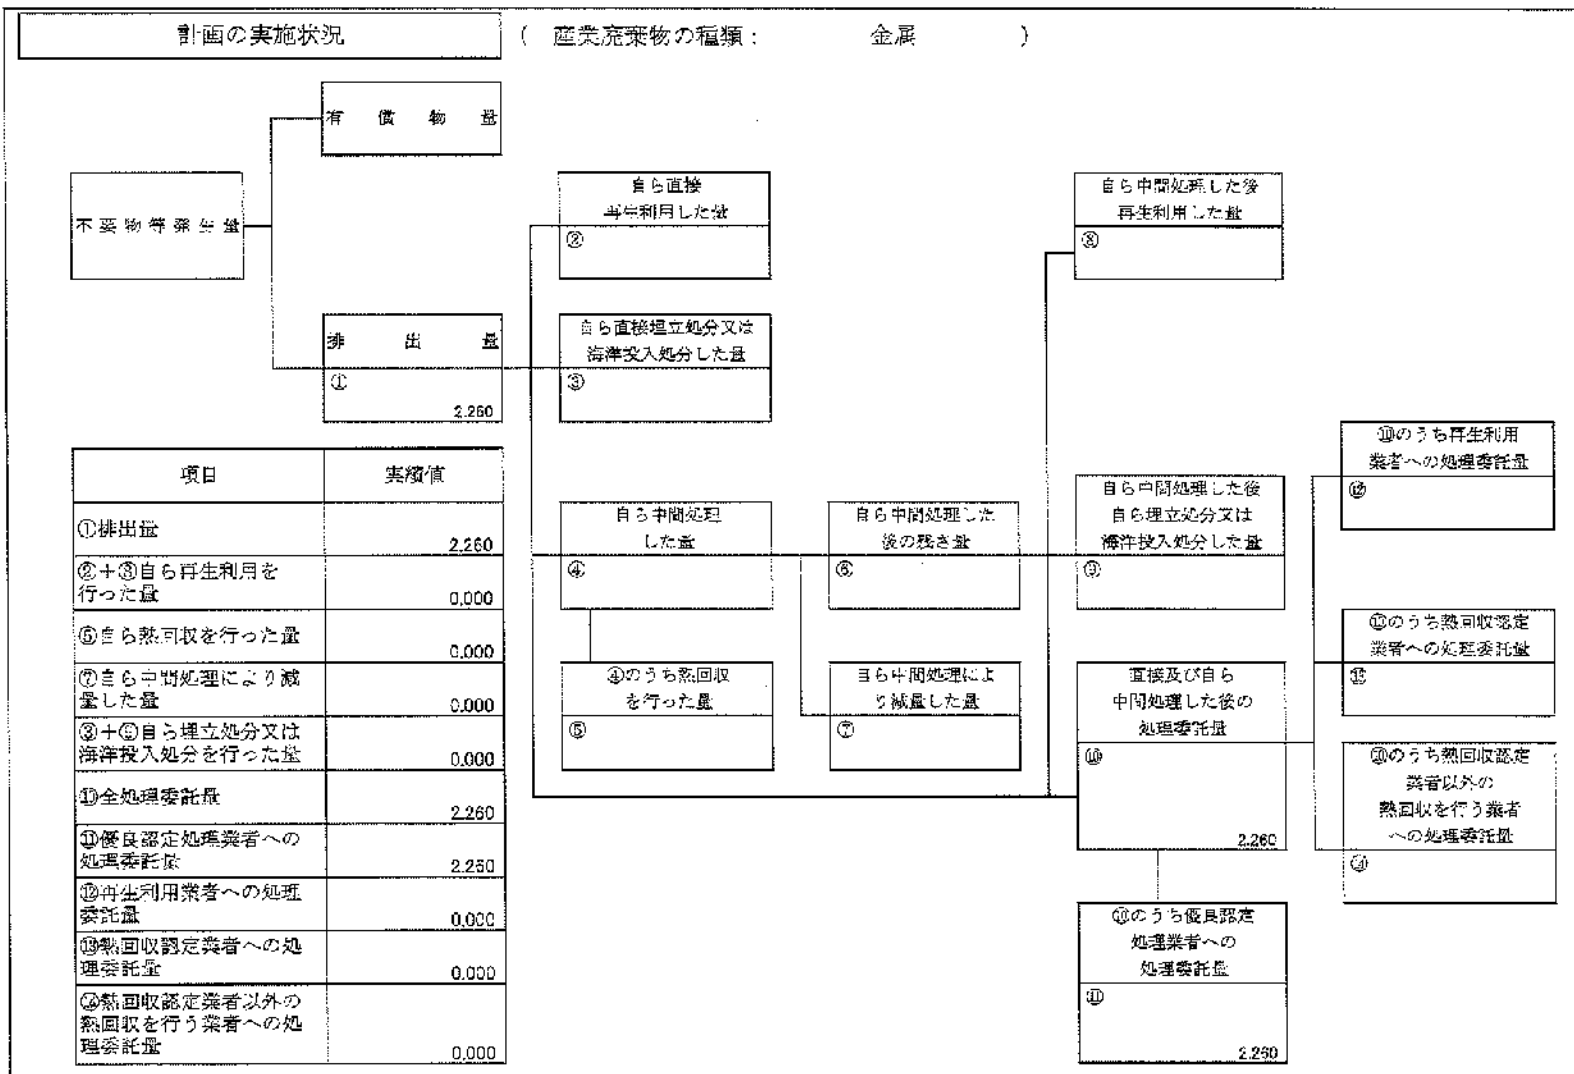 計画の実施状況
( 産業廃棄物の種類: 金属 )
有償物量
不要物等発生量
自ら直接
再生利用した量
②
自ら中間処理した後
再生利用した量
⑧
排出量
①
2.260
自ら直接埋立処分又は
海洋投入処分した量
③
項目 実績値
①排出量 2.260
②+③自ら再生利用を
行った量 0.000
⑤自ら熱回収を行った量 0.000
⑦自ら中間処理により減
量した量 0.000
③+⑨自ら埋立処分又は
海洋投入処分を行った量 0.000
⑩全処理委託量 2.260
⑪優良認定処理業者への
処理委託量 2.260
⑫再生利用業者への処理
委託量 0.000
⑬熱回収認定業者への処
理委託量 0.000
⑭熱回収認定業者以外の
熱回収を行う業者への処
理委託量 0.000
自ら中間処理
した量
④
自ら中間処理した
後の残さ量
⑥
自ら中間処理した後
自ら埋立処分又は
海洋投入処分した量
⑨
④のうち熱回収
を行った量
⑤
自ら中間処理によ
り減量した量
⑦
直接及び自ら
中間処理した後の
処理委託量
⑩
2.260
⑩のうち優良認定
処理業者への
処理委託量
⑪
2.260
⑩のうち再生利用
業者への処理委託量
⑫
⑩のうち熱回収認定
業者への処理委託量
⑬
⑩のうち熱回収認定
業者以外の
熱回収を行う業者
への処理委託量
⑭